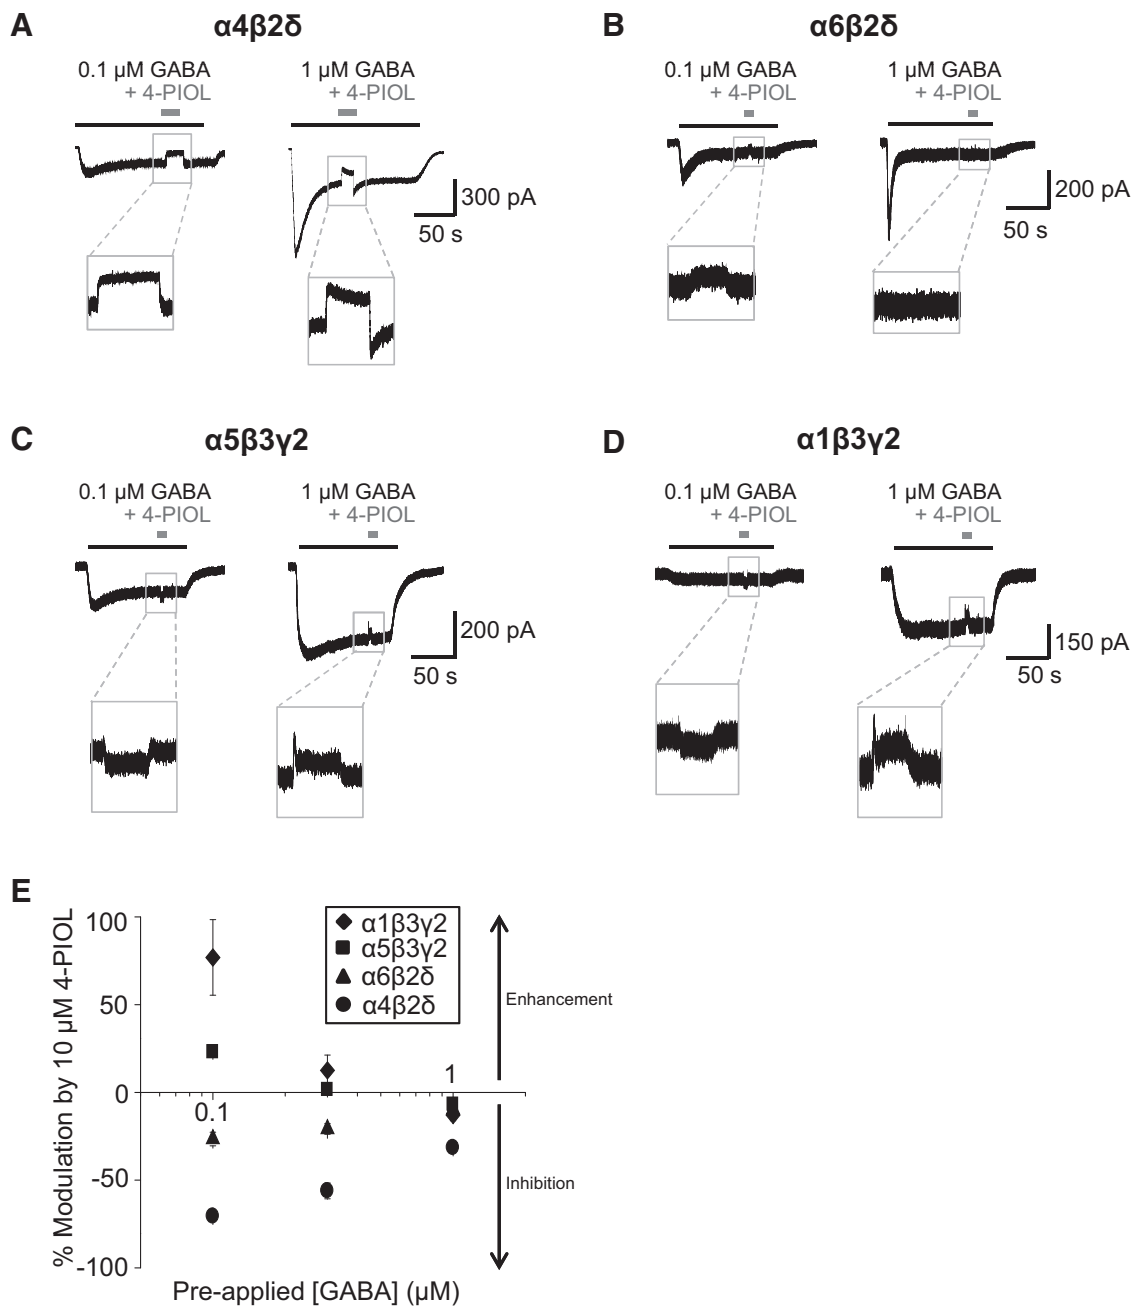 A
α4β2δ
0.1 µM GABA
+ 4-PIOL
1 µM GABA
+ 4-PIOL
300 pA
50 s
B
α6β2δ
0.1 µM GABA
+ 4-PIOL
1 µM GABA
+ 4-PIOL
200 pA
50 s
C
α5β3γ2
0.1 µM GABA
+ 4-PIOL
1 µM GABA
+ 4-PIOL
200 pA
50 s
D
α1β3γ2
0.1 µM GABA
+ 4-PIOL
1 µM GABA
+ 4-PIOL
150 pA
50 s
E
% Modulation by 10 µM 4-PIOL
100
50
0
-50
-100
α1β3γ2
α5β3γ2
α6β2δ
α4β2δ
Enhancement
1
0.1
Inhibition
Pre-applied [GABA] (µM)